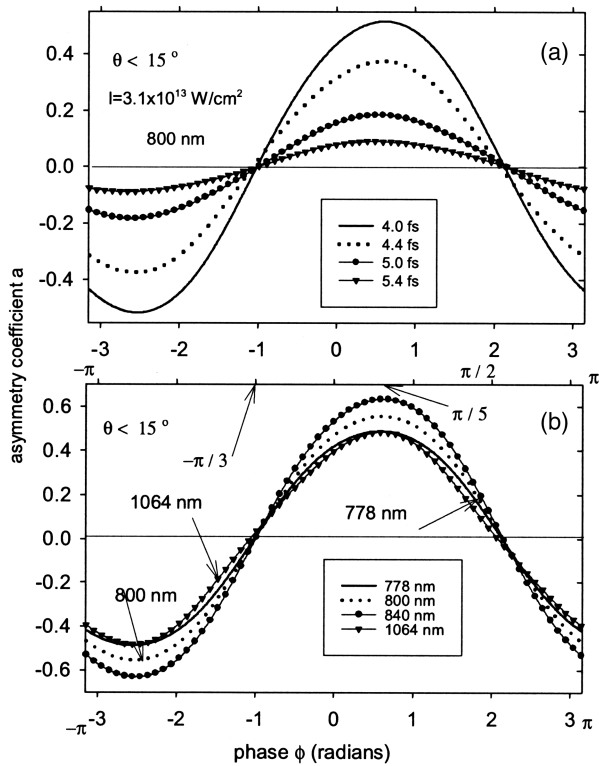 (a)
θ < 15 º
I=3.1x10¹³ W/cm²
800 nm
0.4
0.2
0.0
-0.2
-0.4
4.0 fs
4.4 fs
5.0 fs
5.4 fs
-3 -2 -1 0 1 2 3
−π π / 2 π
asymmetry coefficient a
(b)
θ < 15º
−π / 3
π / 5
1064 nm
778 nm
800 nm
0.6
0.4
0.2
0.0
-0.2
-0.4
-0.6
778 nm
800 nm
840 nm
1064 nm
−π -3 -2 -1 0 1 2 3 π
phase ϕ (radians)